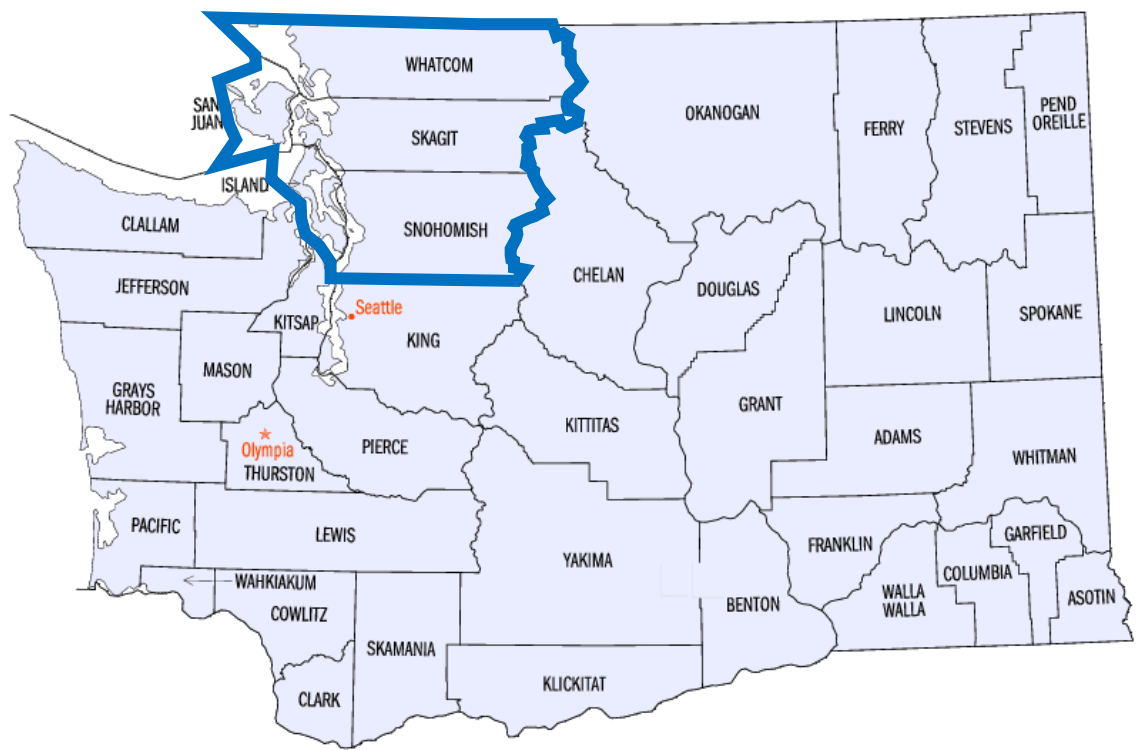 WHATCOM
OKANOGAN
FERRY
STEVENS
PEND
OREILLE
SAN
JUAN
SKAGIT
ISLAND
SNOHOMISH
CLALLAM
CHELAN
DOUGLAS
JEFFERSON
Seattle
KITSAP
KING
LINCOLN
SPOKANE
MASON
GRAYS
HARBOR
GRANT
KITTITAS
ADAMS
Olympia
THURSTON
PIERCE
WHITMAN
PACIFIC
LEWIS
YAKIMA
FRANKLIN
GARFIELD
WAHKIAKUM
COLUMBIA
COWLITZ
BENTON
WALLA
WALLA
ASOTIN
SKAMANIA
KLICKITAT
CLARK